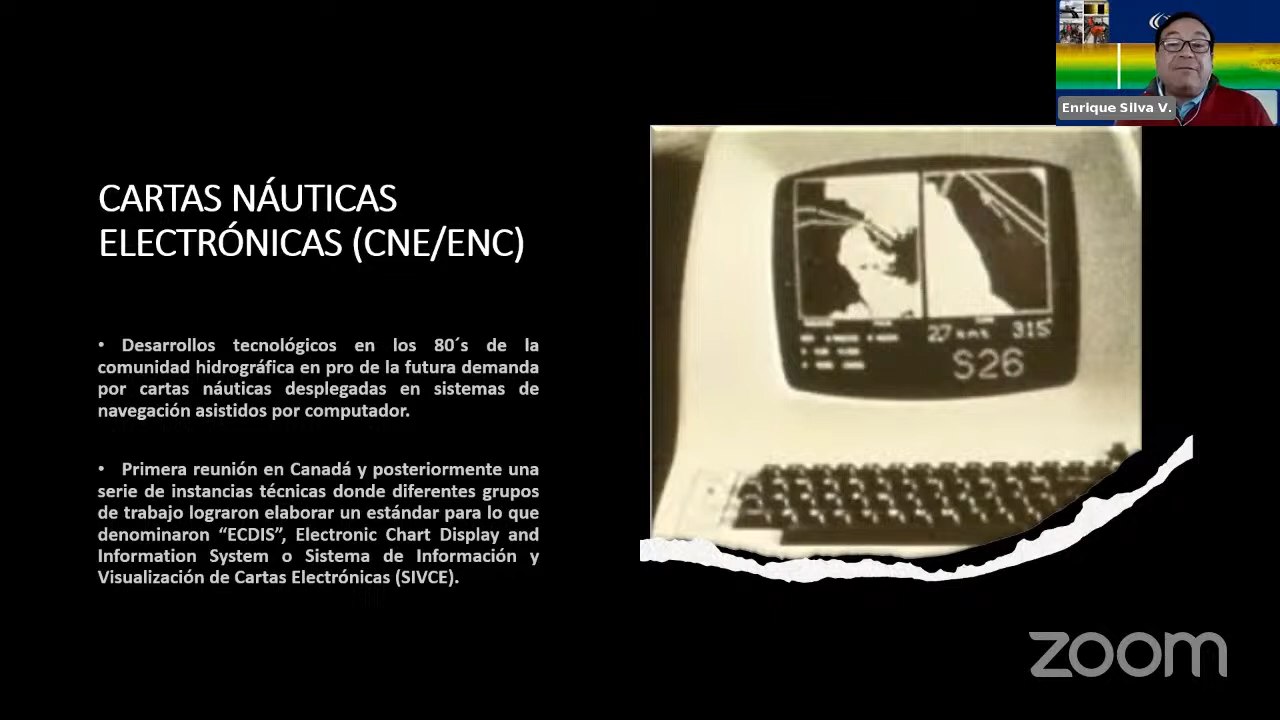 Enrique Silva V.
CARTAS NÁUTICAS
ELECTRÓNICAS (CNE/ENC)
• Desarrollos tecnológicos en los 80´s de la
comunidad hidrográfica en pro de la futura demanda
por cartas náuticas desplegadas en sistemas de
navegación asistidos por computador.
• Primera reunión en Canadá y posteriormente una
serie de instancias técnicas donde diferentes grupos
de trabajo lograron elaborar un estándar para lo que
denominaron “ECDIS”, Electronic Chart Display and
Information System o Sistema de Información y
Visualización de Cartas Electrónicas (SIVCE).
27 315
S26
zoom